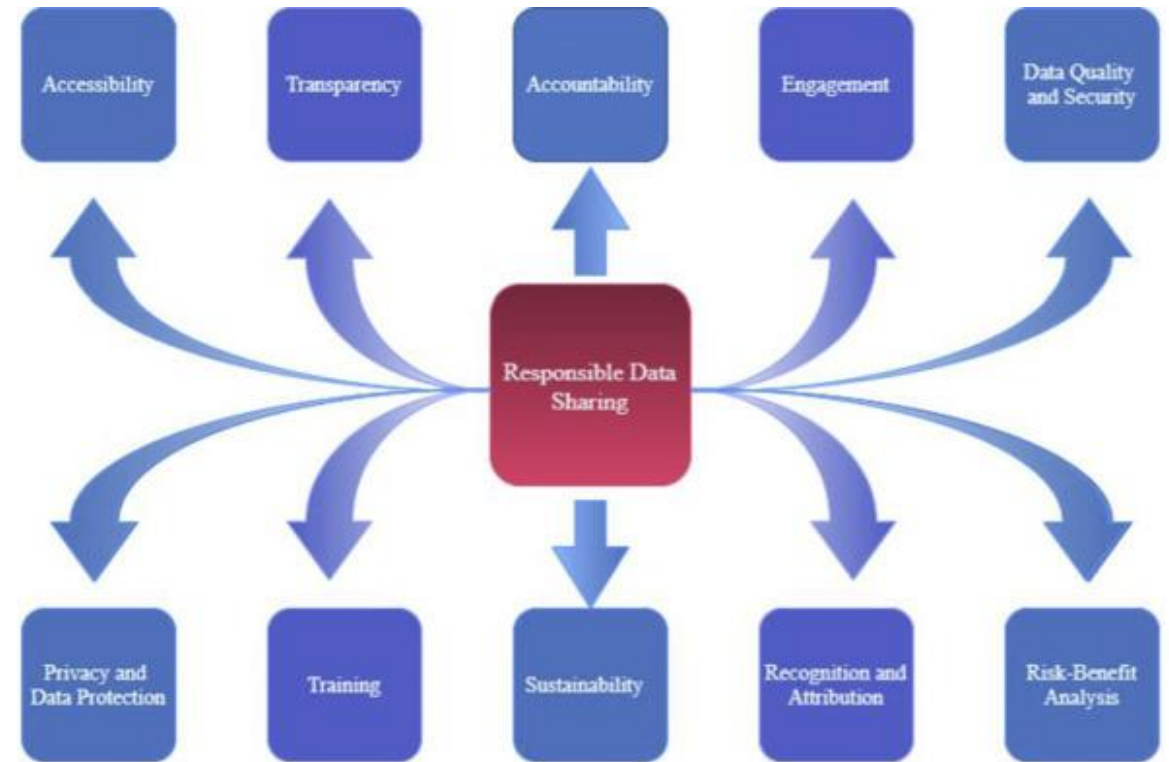 Accessibility
Transparency
Accountability
Engagement
Data Quality
and Security
Responsible Data
Sharing
Privacy and
Data Protection
Training
Sustainability
Recognition and
Attribution
Risk-Benefit
Analysis